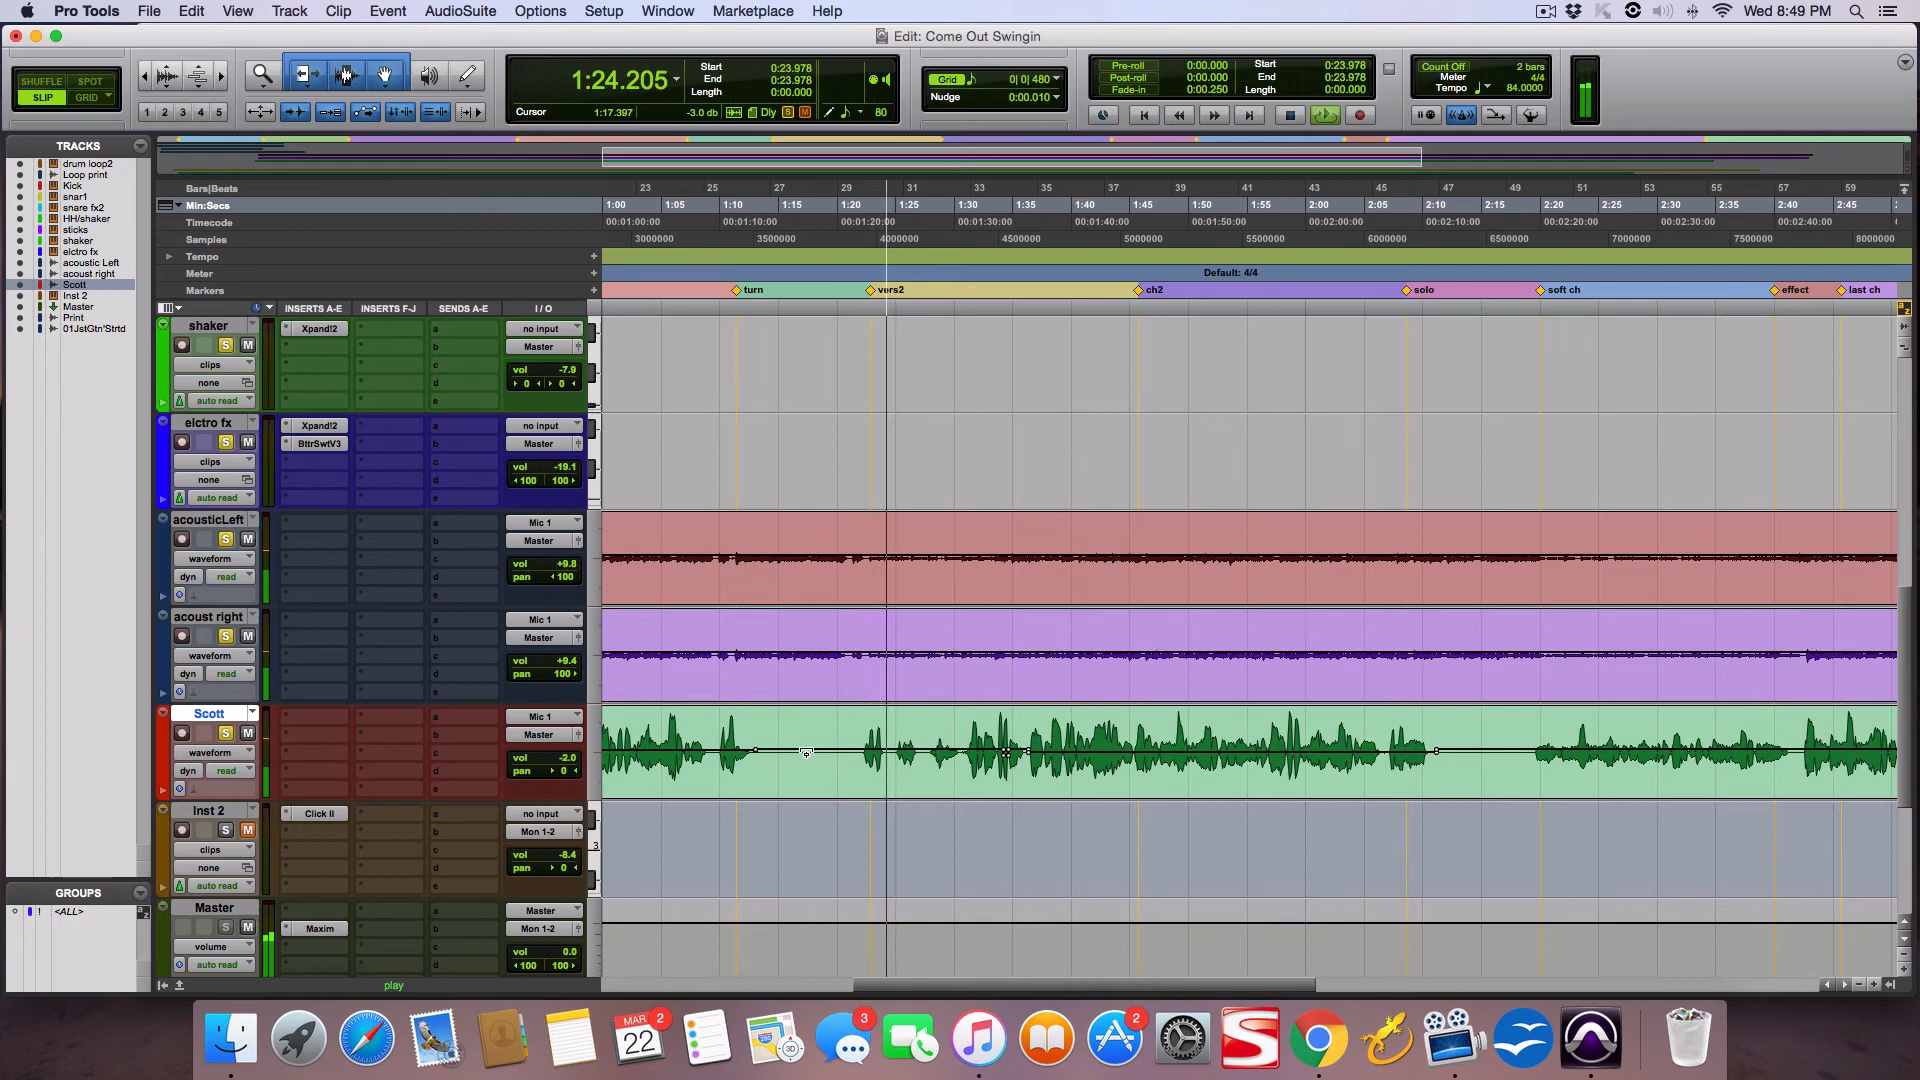 Pro Tools File Edit View Track Clip Event AudioSuite Options Setup Window Marketplace Help Wed 8:49 PM
Edit: Come Out Swingin
SHUFFLE SPOT
SLIP GRID
1 2 3 4 5
1:24.205
Start 0:23.978
End 0:23.978
Length 0:00.000
Cursor 1:17.397 -3.0 db Dly S M 80
Grid 0| 0| 480
Nudge 0:00.010
Pre-roll 0:00.000
Post-roll 0:00.000
Fade-in 0:00.250
Start 0:23.978
End 0:23.978
Length 0:00.000
Count Off 2 bars
Meter 4/4
Tempo 84.0000
TRACKS
drum loop2
Loop print
Kick
snar1
snare fx2
HH/shaker
sticks
shaker
elctro fx
acoustic Left
acoust right
Scott
Inst 2
Master
Print
01JstGtn'Strtd
GROUPS
! <ALL>
Bars|Beats 23 25 27 29 31 33 35 37 39 41 43 45 47 49 51 53 55 57 59
Min:Secs 1:00 1:05 1:10 1:15 1:20 1:25 1:30 1:35 1:40 1:45 1:50 1:55 2:00 2:05 2:10 2:15 2:20 2:25 2:30 2:35 2:40 2:45
Timecode 00:01:00:00 00:01:10:00 00:01:20:00 00:01:30:00 00:01:40:00 00:01:50:00 00:02:00:00 00:02:10:00 00:02:20:00 00:02:30:00 00:02:40:00
Samples 3000000 3500000 4000000 4500000 5000000 5500000 6000000 6500000 7000000 7500000 8000000
Tempo
Meter Default: 4/4
Markers turn vers2 ch2 solo soft ch effect last ch
INSERTS A-E INSERTS F-J SENDS A-E I / O
shaker Xpand!2 a no input
S M b Master
clips c vol -7.9
none d 0 0
auto read e
elctro fx Xpand!2 a no input
S M BttrSwtV3 b Master
clips c vol -19.1
none d 100 100
auto read e
acousticLeft a Mic 1
S M b Master
waveform c vol +9.8
dyn read d pan 100
e
acoust right a Mic 1
S M b Master
waveform c vol +9.4
dyn read d pan 100
e
Scott a Mic 1
S M b Master
waveform c vol -2.0
dyn read d pan 0
e
Inst 2 Click II a no input
S M b Mon 1-2
clips c vol -8.4 3
none d pan 0
auto read e
Master a Master
S M Maxim b Mon 1-2
volume c vol 0.0
auto read d 100 100
play
MAR 22 2
280 3D
3
2
S